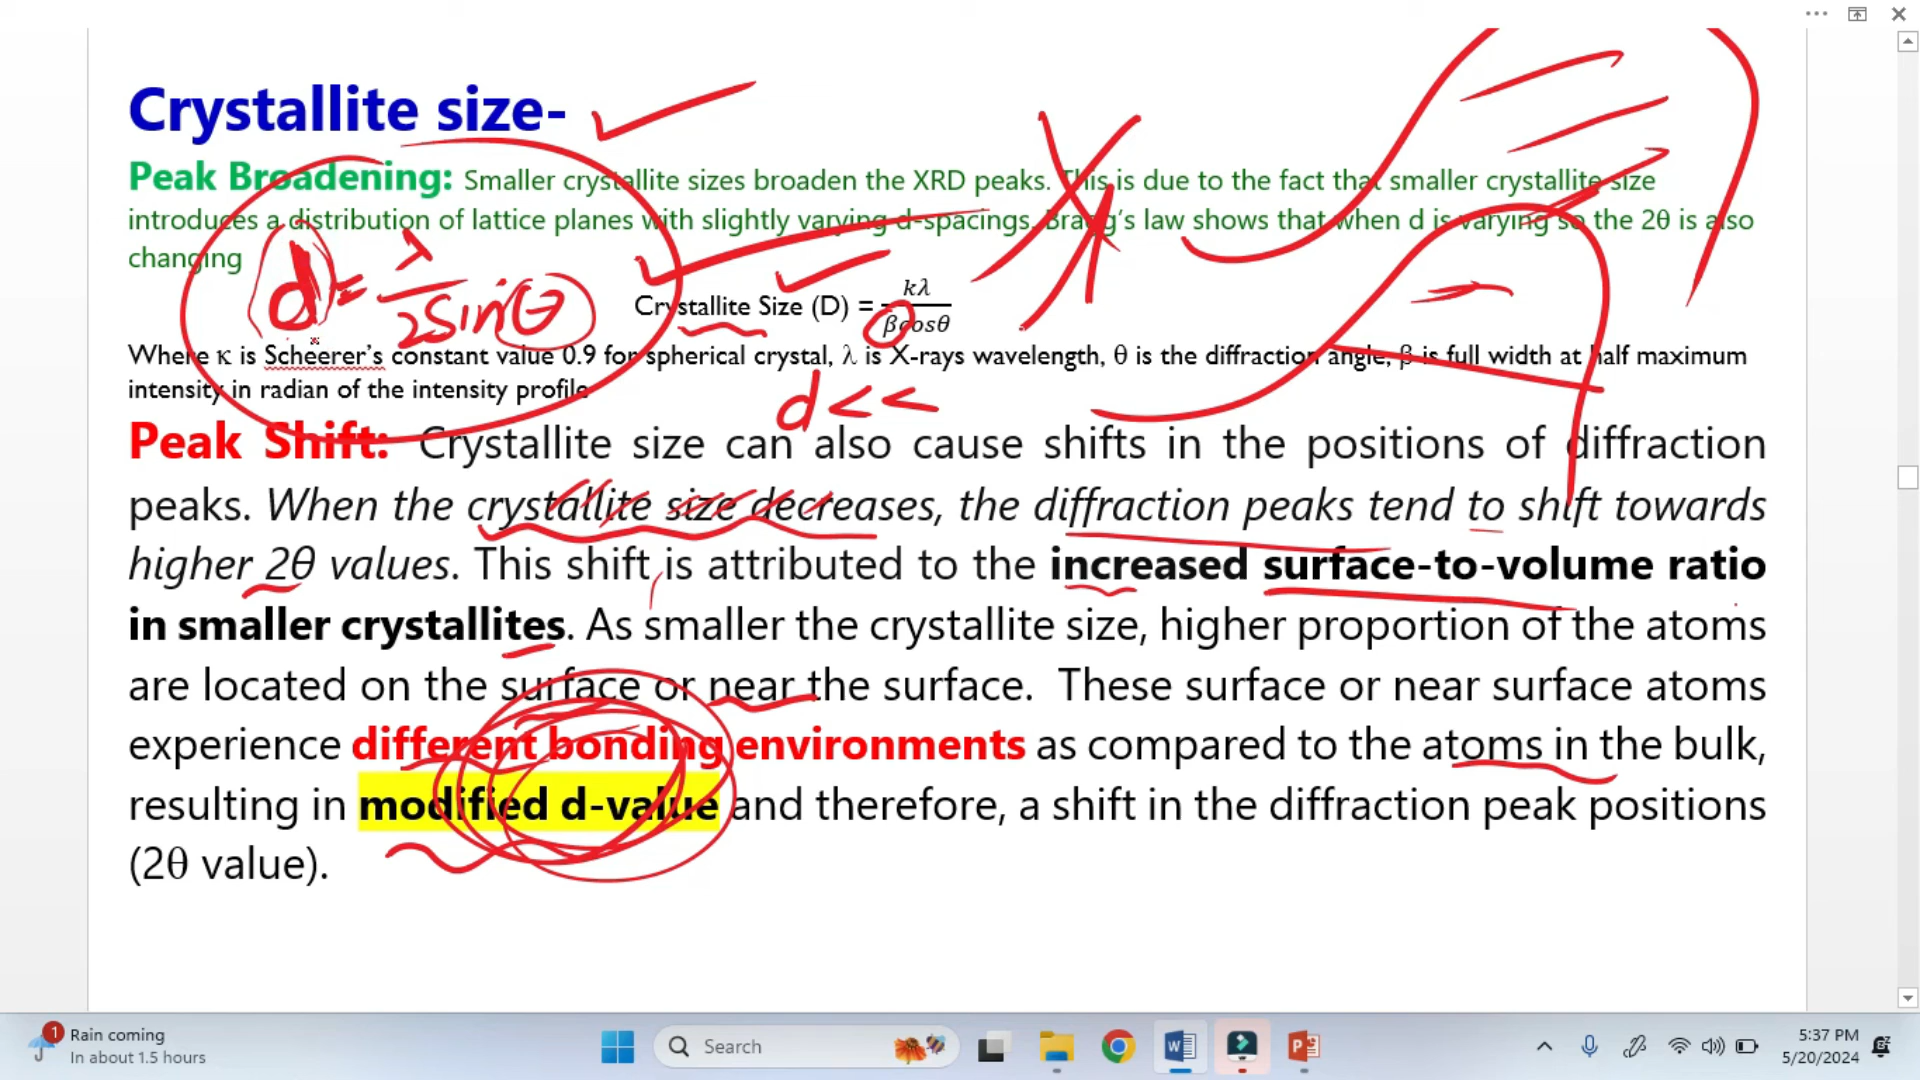 Crystallite size-
Peak Broadening: Smaller crystallite sizes broaden the XRD peaks. This is due to the fact that smaller crystallite size
introduces a distribution of lattice planes with slightly varying d-spacings. Bragg's law shows that when d is varying so the 2θ is also
changing
d = λ / 2sinθ
Crystallite Size (D) = kλ / βcosθ
Where κ is Scheerer's constant value 0.9 for spherical crystal, λ is X-rays wavelength, θ is the diffraction angle, β is full width at half maximum
intensity in radian of the intensity profile
d <<
Peak Shift: Crystallite size can also cause shifts in the positions of diffraction
peaks. When the crystallite size decreases, the diffraction peaks tend to shift towards
higher 2θ values. This shift is attributed to the increased surface-to-volume ratio
in smaller crystallites. As smaller the crystallite size, higher proportion of the atoms
are located on the surface or near the surface. These surface or near surface atoms
experience different bonding environments as compared to the atoms in the bulk,
resulting in modified d-value and therefore, a shift in the diffraction peak positions
(2θ value).
1
Rain coming
In about 1.5 hours
Search
5:37 PM
5/20/2024